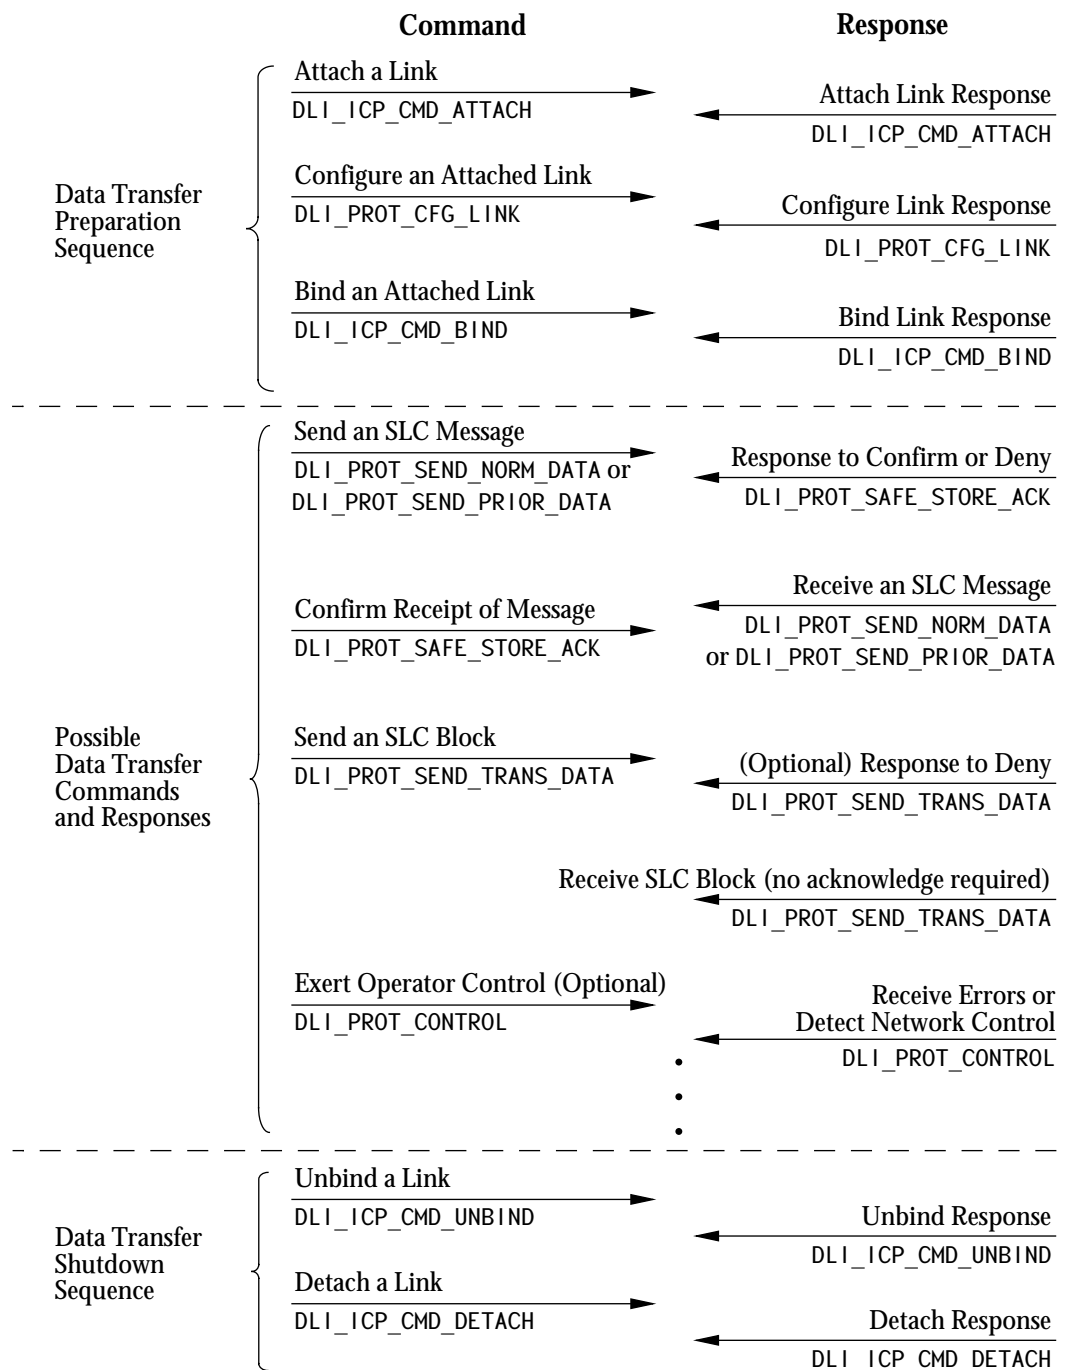 Command
Response
Attach a Link
DLI_ICP_CMD_ATTACH
Attach Link Response
DLI_ICP_CMD_ATTACH
Data Transfer
Preparation
Sequence
Configure an Attached Link
DLI_PROT_CFG_LINK
Configure Link Response
DLI_PROT_CFG_LINK
Bind an Attached Link
DLI_ICP_CMD_BIND
Bind Link Response
DLI_ICP_CMD_BIND
Send an SLC Message
DLI_PROT_SEND_NORM_DATA or
DLI_PROT_SEND_PRIOR_DATA
Response to Confirm or Deny
DLI_PROT_SAFE_STORE_ACK
Receive an SLC Message
DLI_PROT_SEND_NORM_DATA
or DLI_PROT_SEND_PRIOR_DATA
Confirm Receipt of Message
DLI_PROT_SAFE_STORE_ACK
Possible
Data Transfer
Commands
and Responses
Send an SLC Block
DLI_PROT_SEND_TRANS_DATA
(Optional) Response to Deny
DLI_PROT_SEND_TRANS_DATA
Receive SLC Block (no acknowledge required)
DLI_PROT_SEND_TRANS_DATA
Exert Operator Control (Optional)
DLI_PROT_CONTROL
Receive Errors or
Detect Network Control
DLI_PROT_CONTROL
Unbind a Link
DLI_ICP_CMD_UNBIND
Unbind Response
DLI_ICP_CMD_UNBIND
Data Transfer
Shutdown
Sequence
Detach a Link
DLI_ICP_CMD_DETACH
Detach Response
DLI_ICP_CMD_DETACH